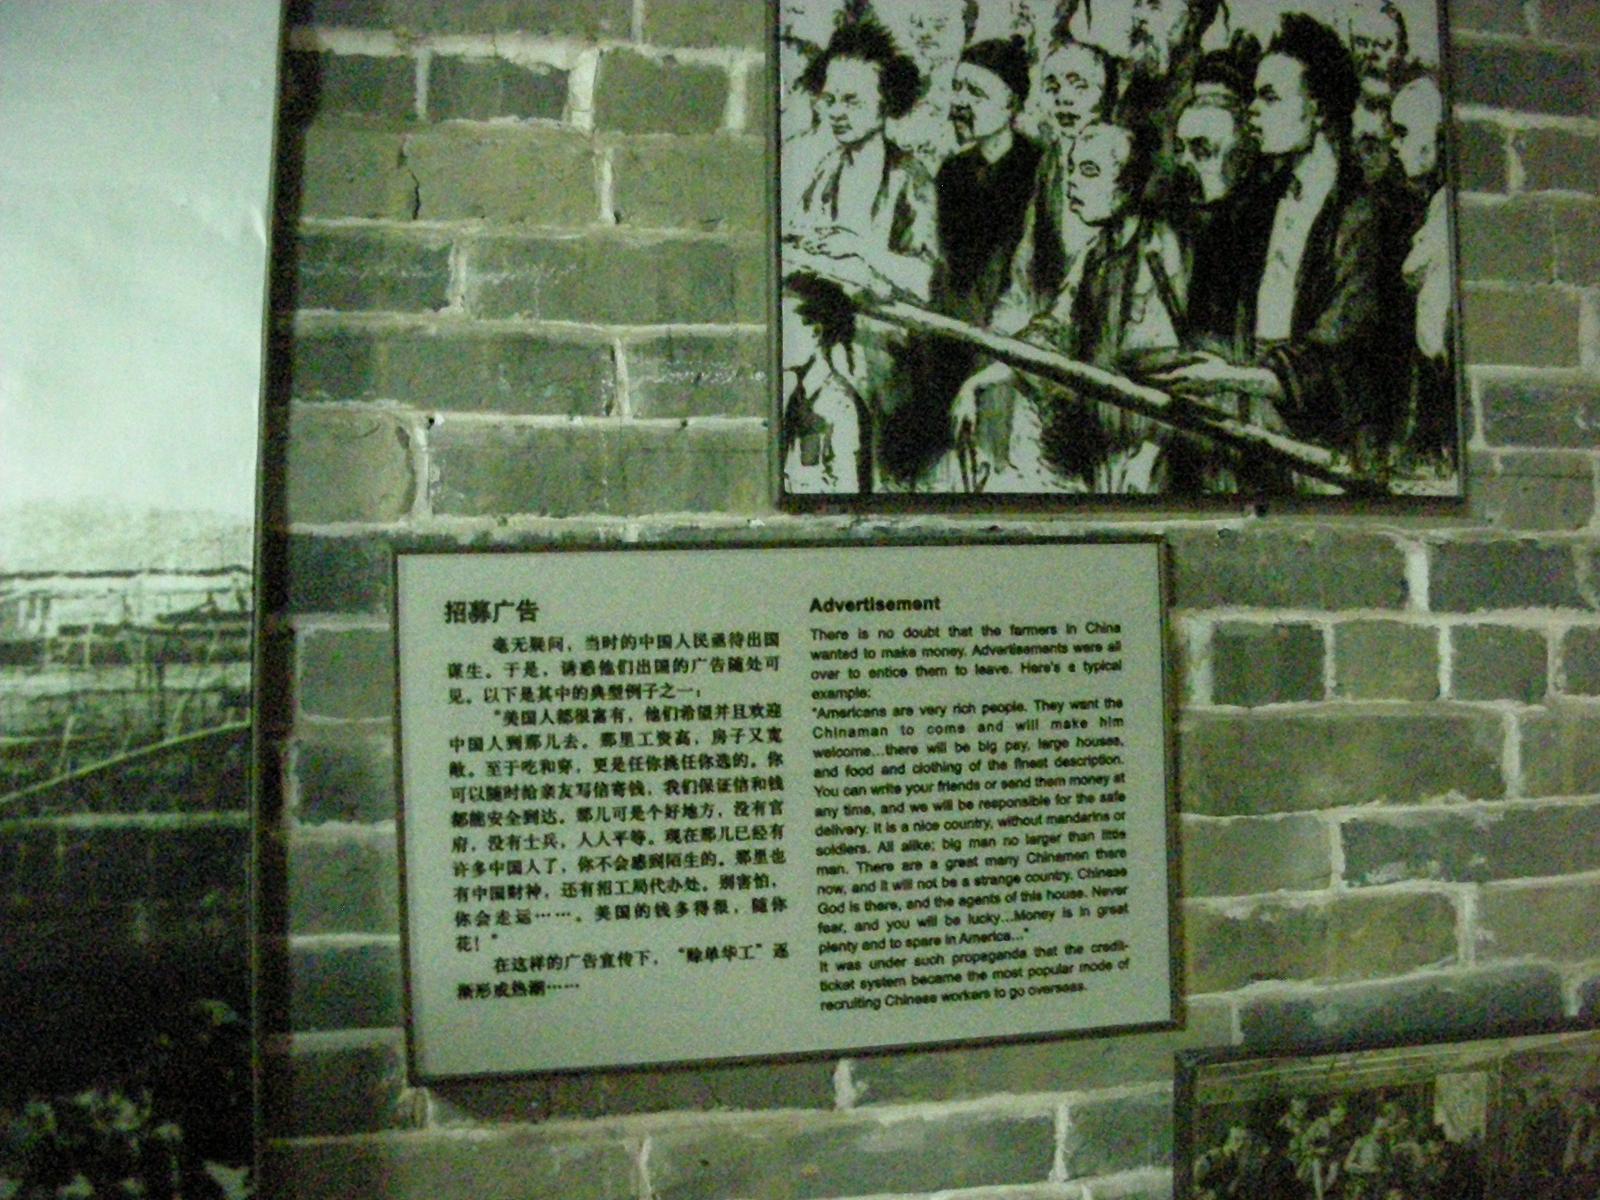 招募广告
毫无疑问，当时的中国人民亟待出国
谋生。于是，诱惑他们出国的广告随处可
见。以下是其中的典型例子之一：
“美国人都很富有，他们希望并且欢迎
中国人到那儿去。那里工资高，房子又宽
敞。至于吃和穿，更是任你挑任你选的。你
可以随时给亲友写信寄钱，我们保证信和钱
都能安全到达。那儿可是个好地方，没有官
府，没有士兵，人人平等。现在那儿已经有
许多中国人了，你不会感到陌生的。那里也
有中国财神，还有招工局代办处。别害怕，
你会走运……。美国的钱多得很，随你
花！”
在这样的广告宣传下，“赊单华工”逐
渐形成热潮……
Advertisement
There is no doubt that the farmers in China
wanted to make money. Advertisements were all
over to entice them to leave. Here's a typical
example:
"Americans are very rich people. They want the
Chinaman to come and will make him
welcome...there will be big pay, large houses,
and food and clothing of the finest description.
You can write your friends or send them money at
any time, and we will be responsible for the safe
delivery. It is a nice country, without mandarins or
soldiers. All alike; big man no larger than little
man. There are a great many Chinamen there
now, and it will not be a strange country. Chinese
God is there, and the agents of this house. Never
fear, and you will be lucky...Money is in great
plenty and to spare in America..."
It was under such propaganda that the credit-
ticket system became the most popular mode of
recruiting Chinese workers to go overseas.